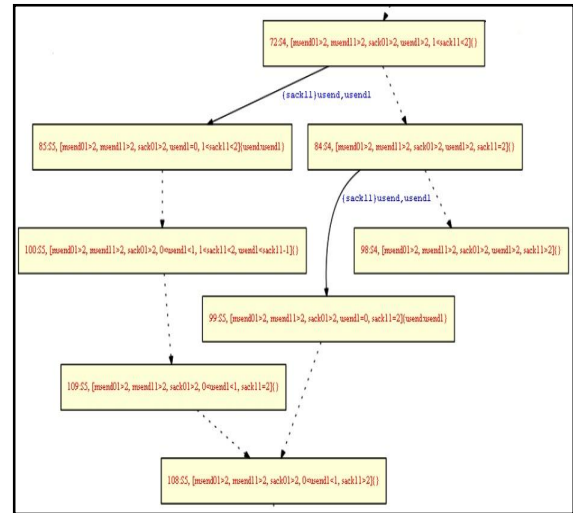 72:S4, [msend01>2, msend11>2, sack01>2, usend1>2, 1<sack11<2]{}
{sack11}usend,usend1
85:S5, [msend01>2, msend11>2, sack01>2, usend1=0, 1<sack11<2]{usend:usend1}
84:S4, [msend01>2, msend11>2, sack01>2, usend1>2, sack11=2]{}
{sack11}usend,usend1
100:S5, [msend01>2, msend11>2, sack01>2, 0<usend1<1, 1<sack11<2, usend1<sack11-1]{}
98:S4, [msend01>2, msend11>2, sack01>2, usend1>2, sack11>2]{}
99:S5, [msend01>2, msend11>2, sack01>2, usend1=0, sack11=2]{usend:usend1}
109:S5, [msend01>2, msend11>2, sack01>2, 0<usend1<1, sack11=2]{}
108:S5, [msend01>2, msend11>2, sack01>2, 0<usend1<1, sack11>2]{}